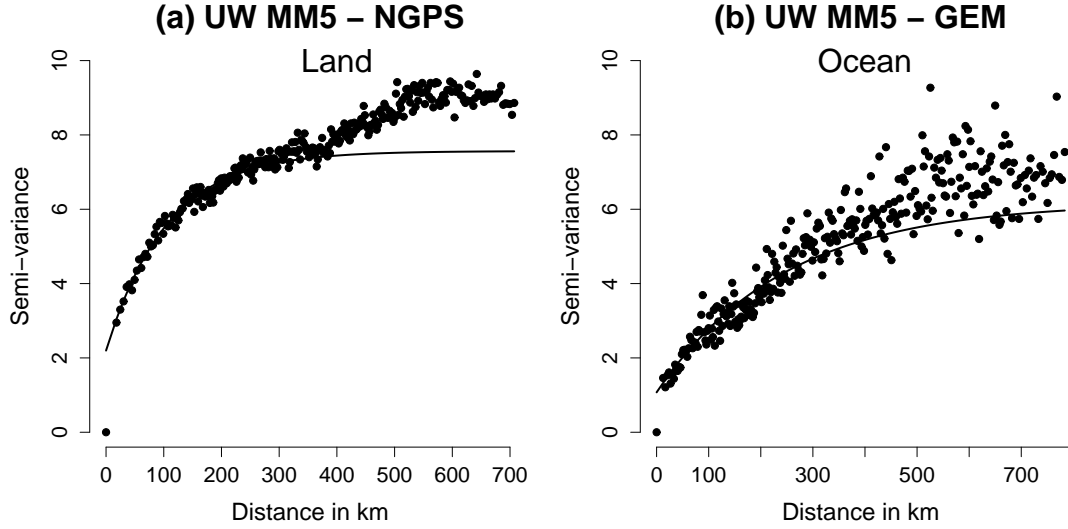 (a) UW MM5 − NGPS
Land
Semi−variance
10
8
6
4
2
0
0 100 200 300 400 500 600 700
Distance in km
(b) UW MM5 − GEM
Ocean
Semi−variance
10
8
6
4
2
0
0 100 300 500 700
Distance in km